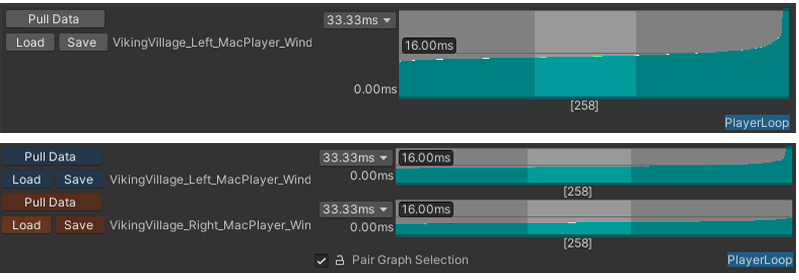 Pull Data
33.33ms
Load Save VikingVillage_Left_MacPlayer_Wind
16.00ms
0.00ms
[258]
PlayerLoop
Pull Data
33.33ms
16.00ms
Load Save VikingVillage_Left_MacPlayer_Wind
0.00ms
[258]
Pull Data
33.33ms
16.00ms
Load Save VikingVillage_Right_MacPlayer_Win
0.00ms
[258]
Pair Graph Selection
PlayerLoop